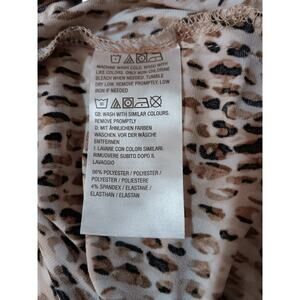 MACHINE WASH COLD. WASH WITH
LIKE COLORS. ONLY NON-CHLORINE
BLEACH WHEN NEEDED. TUMBLE
DRY LOW. REMOVE PROMPTLY. LOW
IRON IF NEEDED
GB: WASH WITH SIMILAR COLOURS.
REMOVE PROMPTLY
D: MIT ÄHNLICHEN FARBEN
WASCHEN. VOR DER WÄSCHE
ENTFERNEN
I: LAVARE CON COLORI SIMILARI.
RIMUOVERE SUBITO DOPO IL
LAVAGGIO
96% POLYESTER /
POLYESTER / POLIESTERE
4% SPANDEX / ELASTANE /
ELASTHAN / ELASTAN